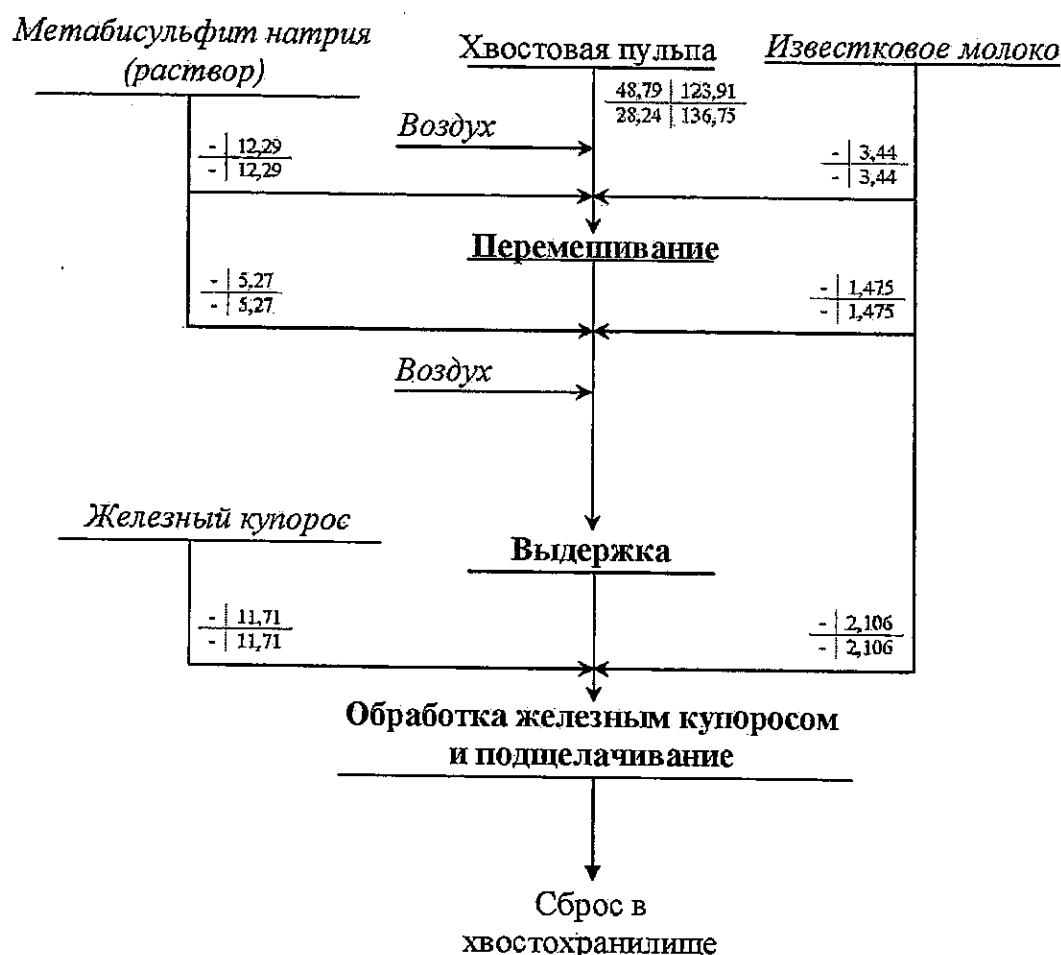 Метабисульфит натрия
(раствор)
Хвостовая пульпа
Известковое молоко
48,79 | 123,91
28,24 | 136,75
Воздух
- | 12,29
- | 12,29
- | 3,44
- | 3,44
Перемешивание
- | 5,27
- | 5,27
- | 1,475
- | 1,475
Воздух
Железный купорос
Выдержка
- | 11,71
- | 11,71
- | 2,106
- | 2,106
Обработка железным купоросом
и подщелачивание
Сброс в
хвостохранилище